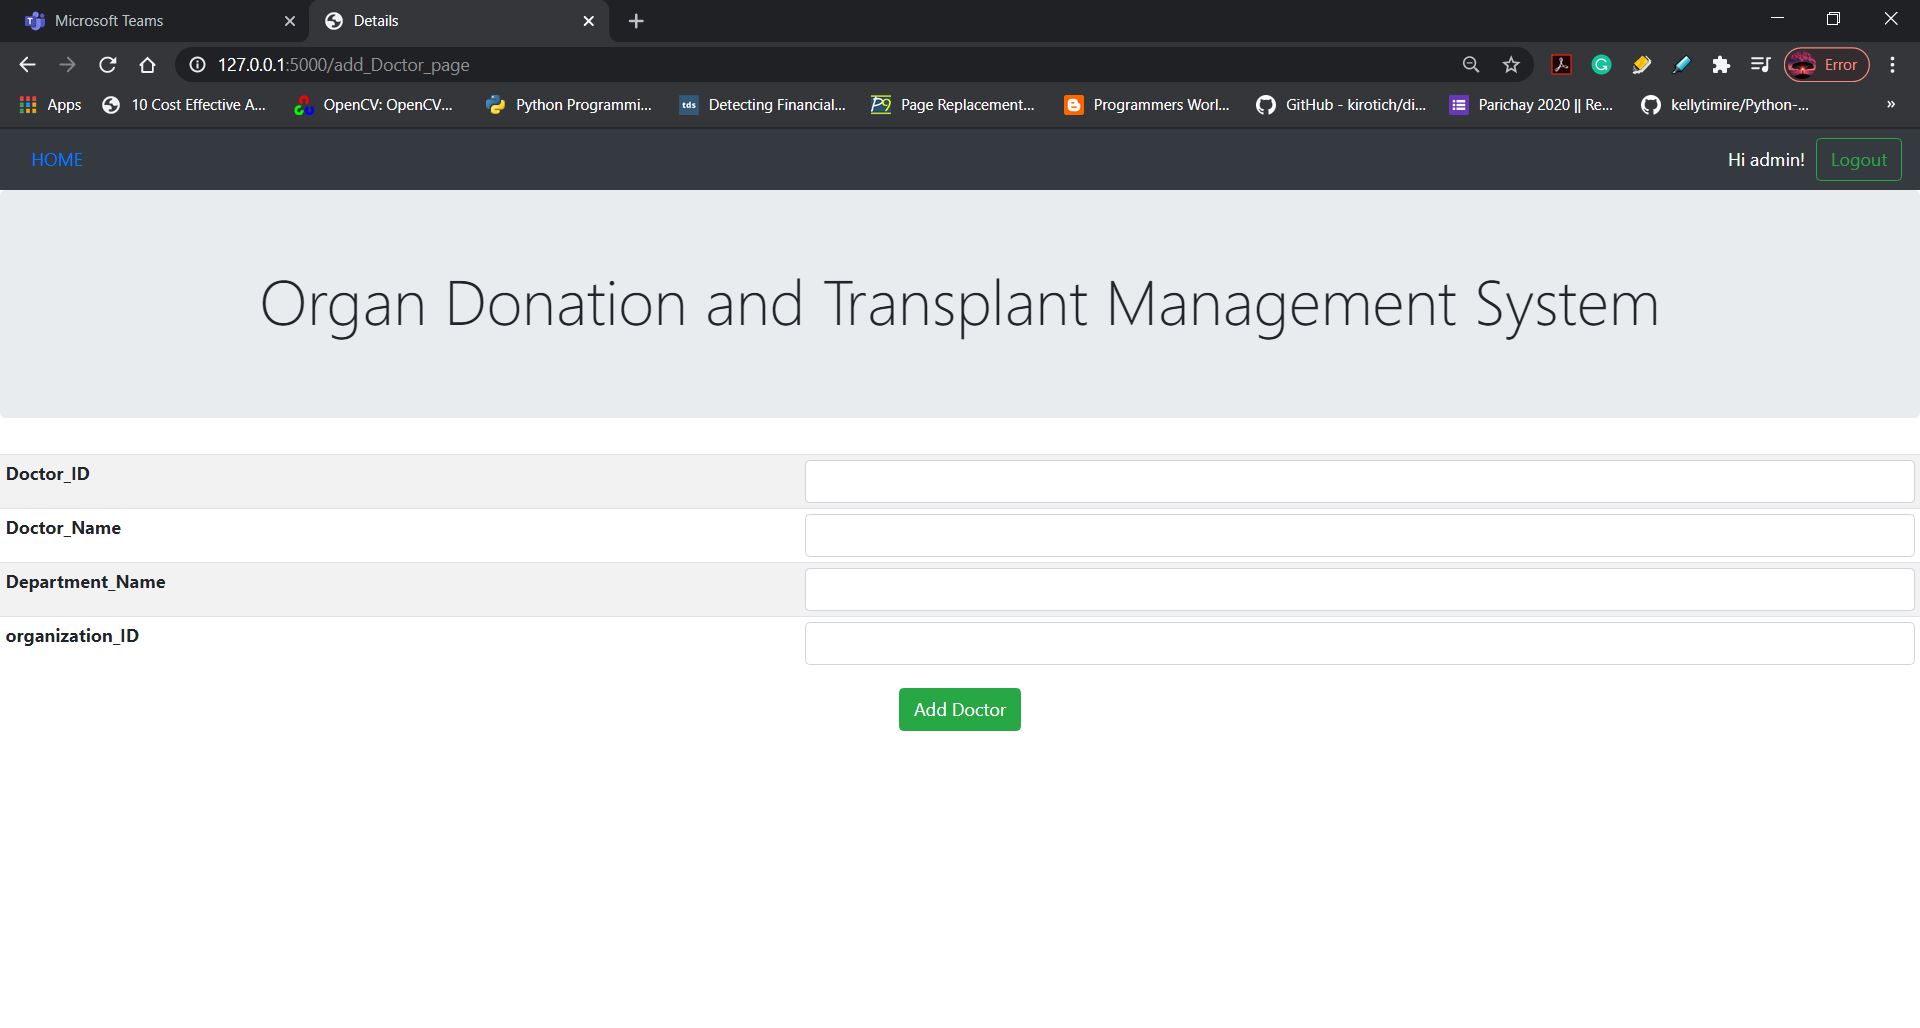 Microsoft Teams
Details
127.0.0.1:5000/add_Doctor_page
Error
Apps
10 Cost Effective A...
OpenCV: OpenCV...
Python Programmi...
tds
Detecting Financial...
Page Replacement...
Programmers Worl...
GitHub - kirotich/di...
Parichay 2020 || Re...
kellytimire/Python-...
»
HOME
Hi admin!
Logout
Organ Donation and Transplant Management System
Doctor_ID
Doctor_Name
Department_Name
organization_ID
Add Doctor